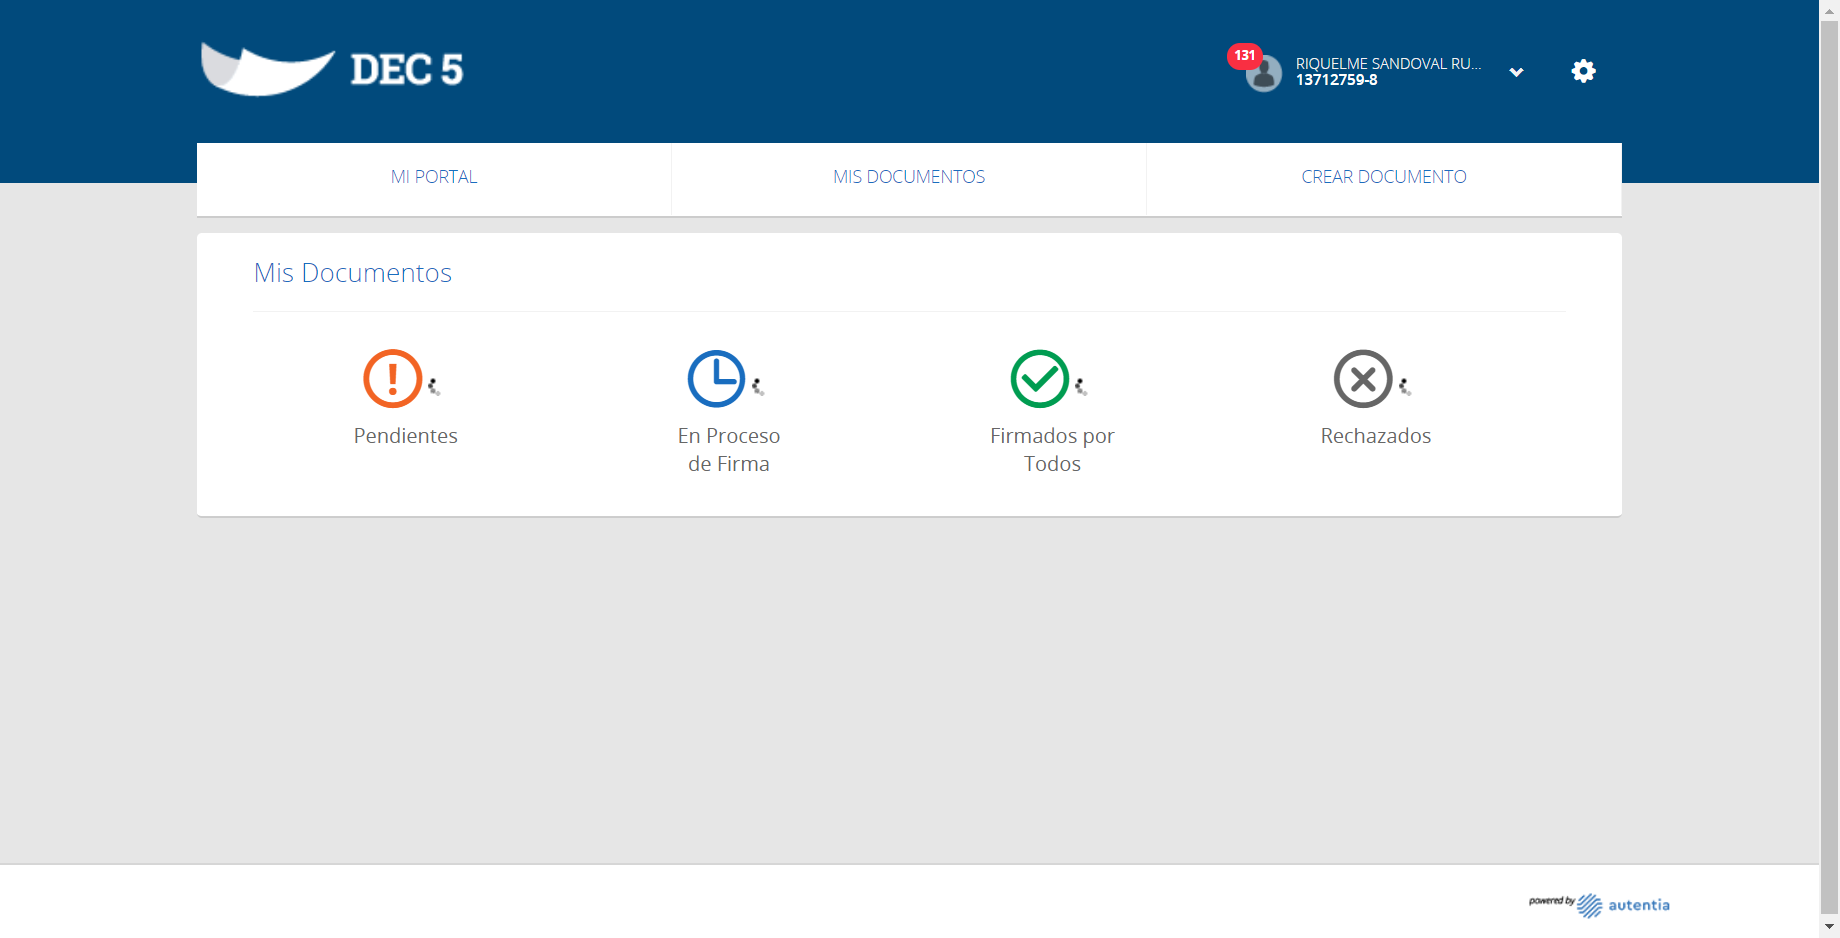 DEC 5
131
RIQUELME SANDOVAL RU...
13712759-8
MI PORTAL
MIS DOCUMENTOS
CREAR DOCUMENTO
Mis Documentos
Pendientes
En Proceso
de Firma
Firmados por
Todos
Rechazados
powered by autentia